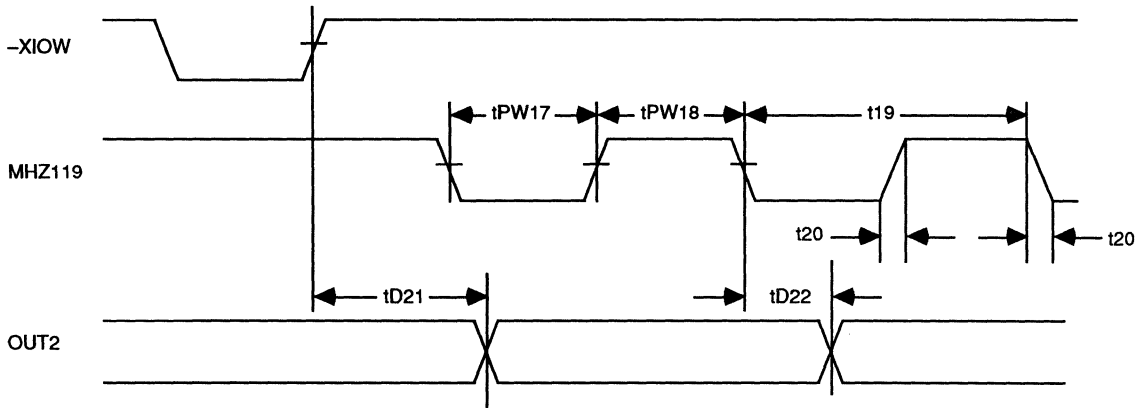 –XIOW
tPW17
tPW18
t19
MHZ119
t20
t20
tD21
tD22
OUT2